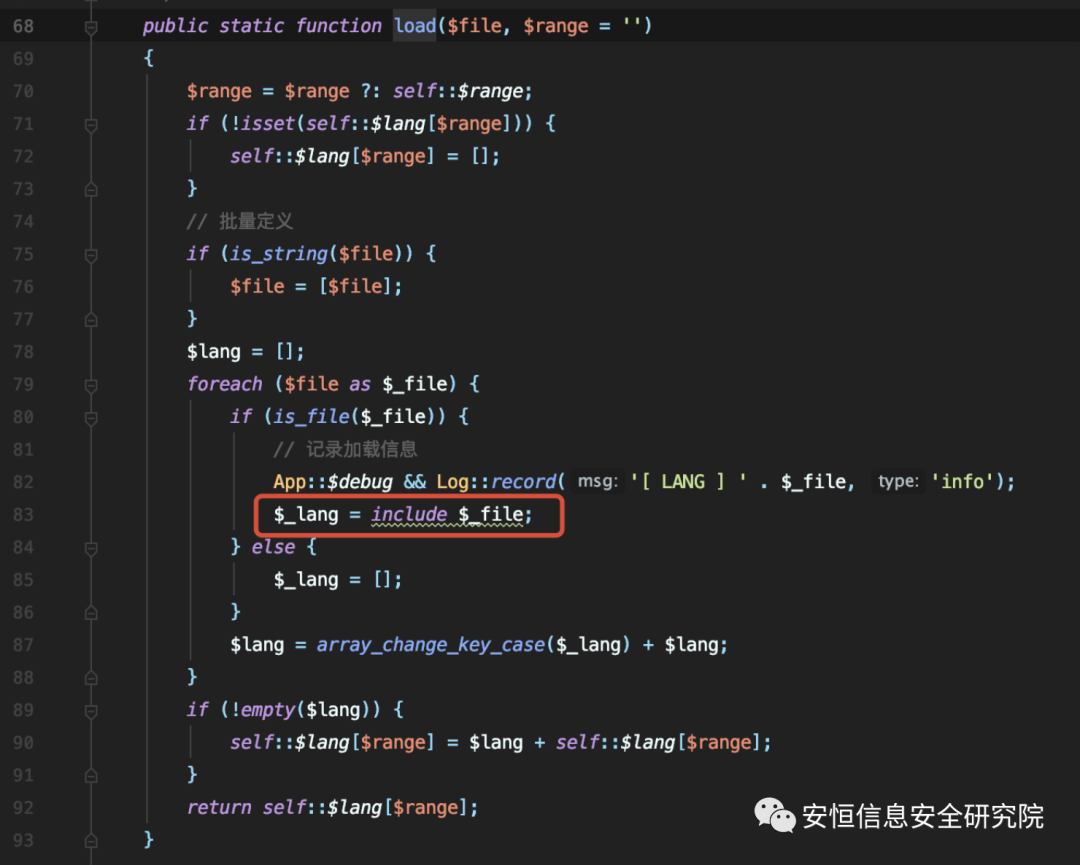 68 public static function load($file, $range = '')
69 {
70 $range = $range ?: self::$range;
71 if (!isset(self::$lang[$range])) {
72 self::$lang[$range] = [];
73 }
74 // 批量定义
75 if (is_string($file)) {
76 $file = [$file];
77 }
78 $lang = [];
79 foreach ($file as $_file) {
80 if (is_file($_file)) {
81 // 记录加载信息
82 App::$debug && Log::record( msg: '[ LANG ] ' . $_file, type: 'info');
83 $_lang = include $_file;
84 } else {
85 $_lang = [];
86 }
87 $lang = array_change_key_case($_lang) + $lang;
88 }
89 if (!empty($lang)) {
90 self::$lang[$range] = $lang + self::$lang[$range];
91 }
92 return self::$lang[$range];
93 }
安恒信息安全研究院